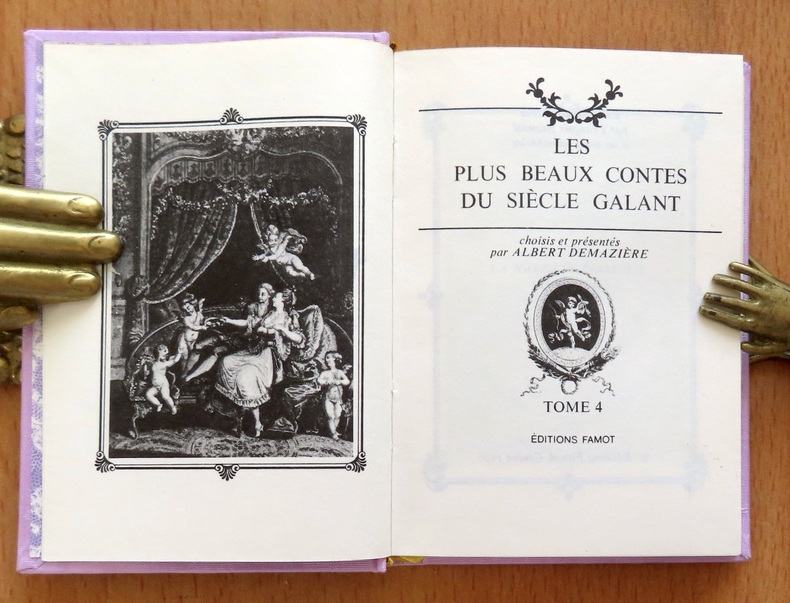 LES
PLUS BEAUX CONTES
DU SIÈCLE GALANT
choisis et présentés
par ALBERT DEMAZIÈRE
TOME 4
ÉDITIONS FAMOT